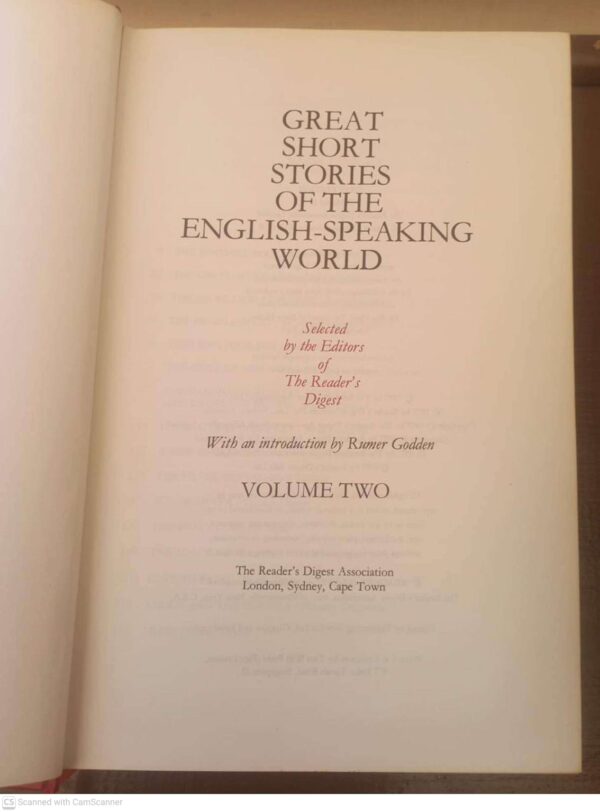 GREAT
SHORT
STORIES
OF THE
ENGLISH-SPEAKING
WORLD
Selected
by the Editors
of
The Reader's
Digest
With an introduction by Rumer Godden
VOLUME TWO
The Reader's Digest Association
London, Sydney, Cape Town
CS Scanned with CamScanner